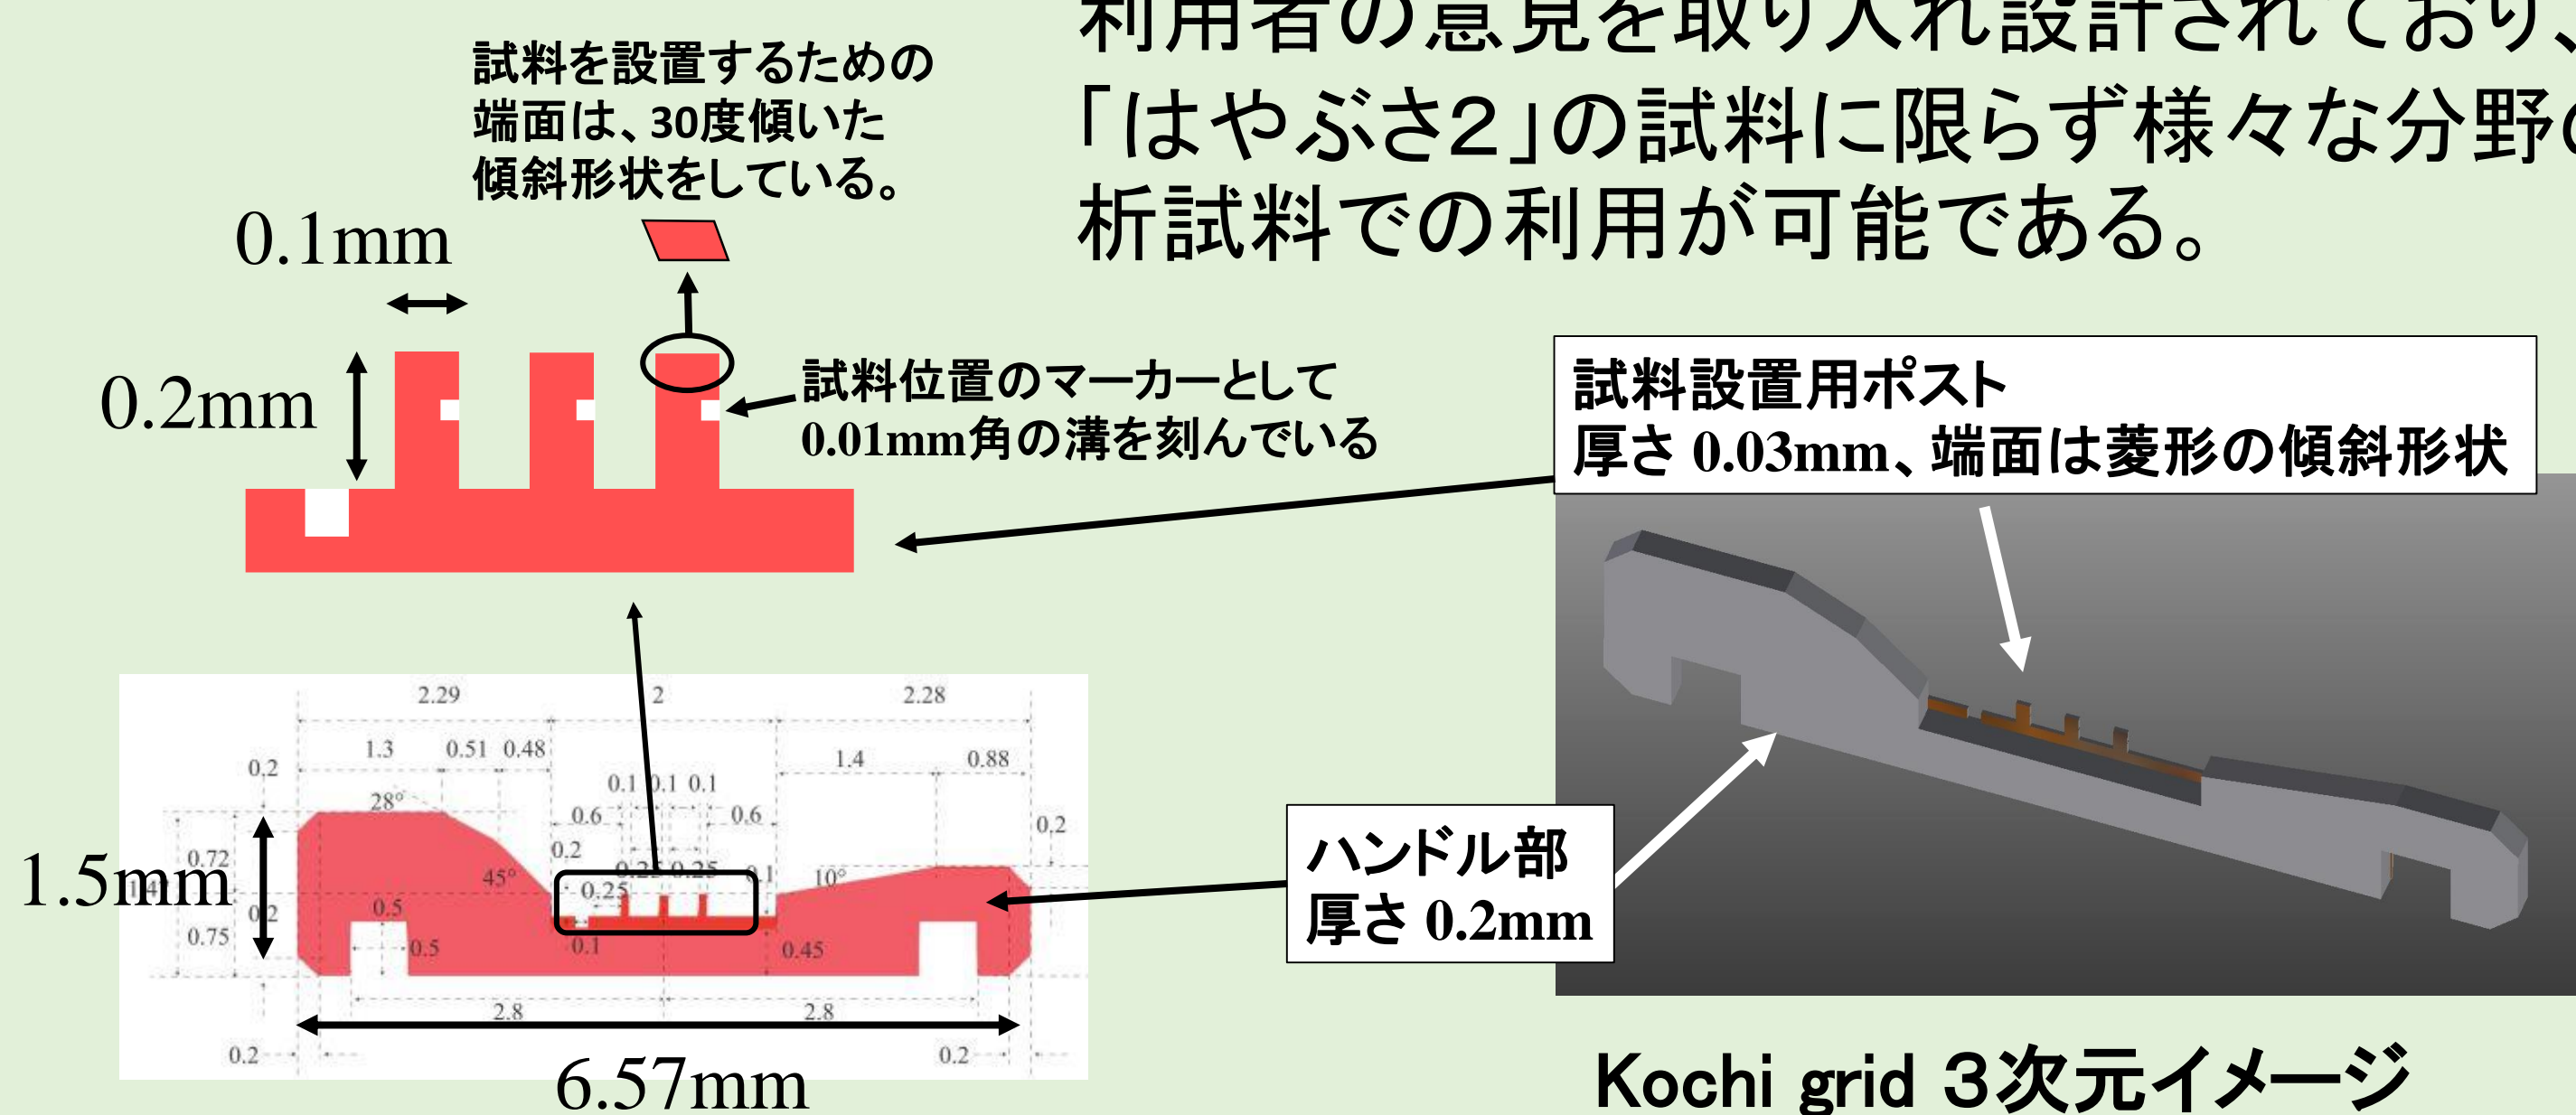 利用者の意見を取り入れ設計されており、
「はやぶさ2」の試料に限らず様々な分野の
析試料での利用が可能である。
試料を設置するための
端面は、30度傾いた
傾斜形状をしている。
0.1mm
0.2mm
試料位置のマーカーとして
0.01mm角の溝を刻んでいる
試料設置用ポスト
厚さ 0.03mm、端面は菱形の傾斜形状
2.29 2 2.28
1.3 0.51 0.48
1.4 0.88
0.2
0.1 0.1 0.1
28°
0.6 0.6
0.2
0.2
0.72
45°
0.25 0.25
0.1
10°
0.25
1.5mm
0.5
0.2
0.75
0.5
0.1
0.45
2.8 2.8
0.2 0.2
6.57mm
ハンドル部
厚さ 0.2mm
Kochi grid 3次元イメージ